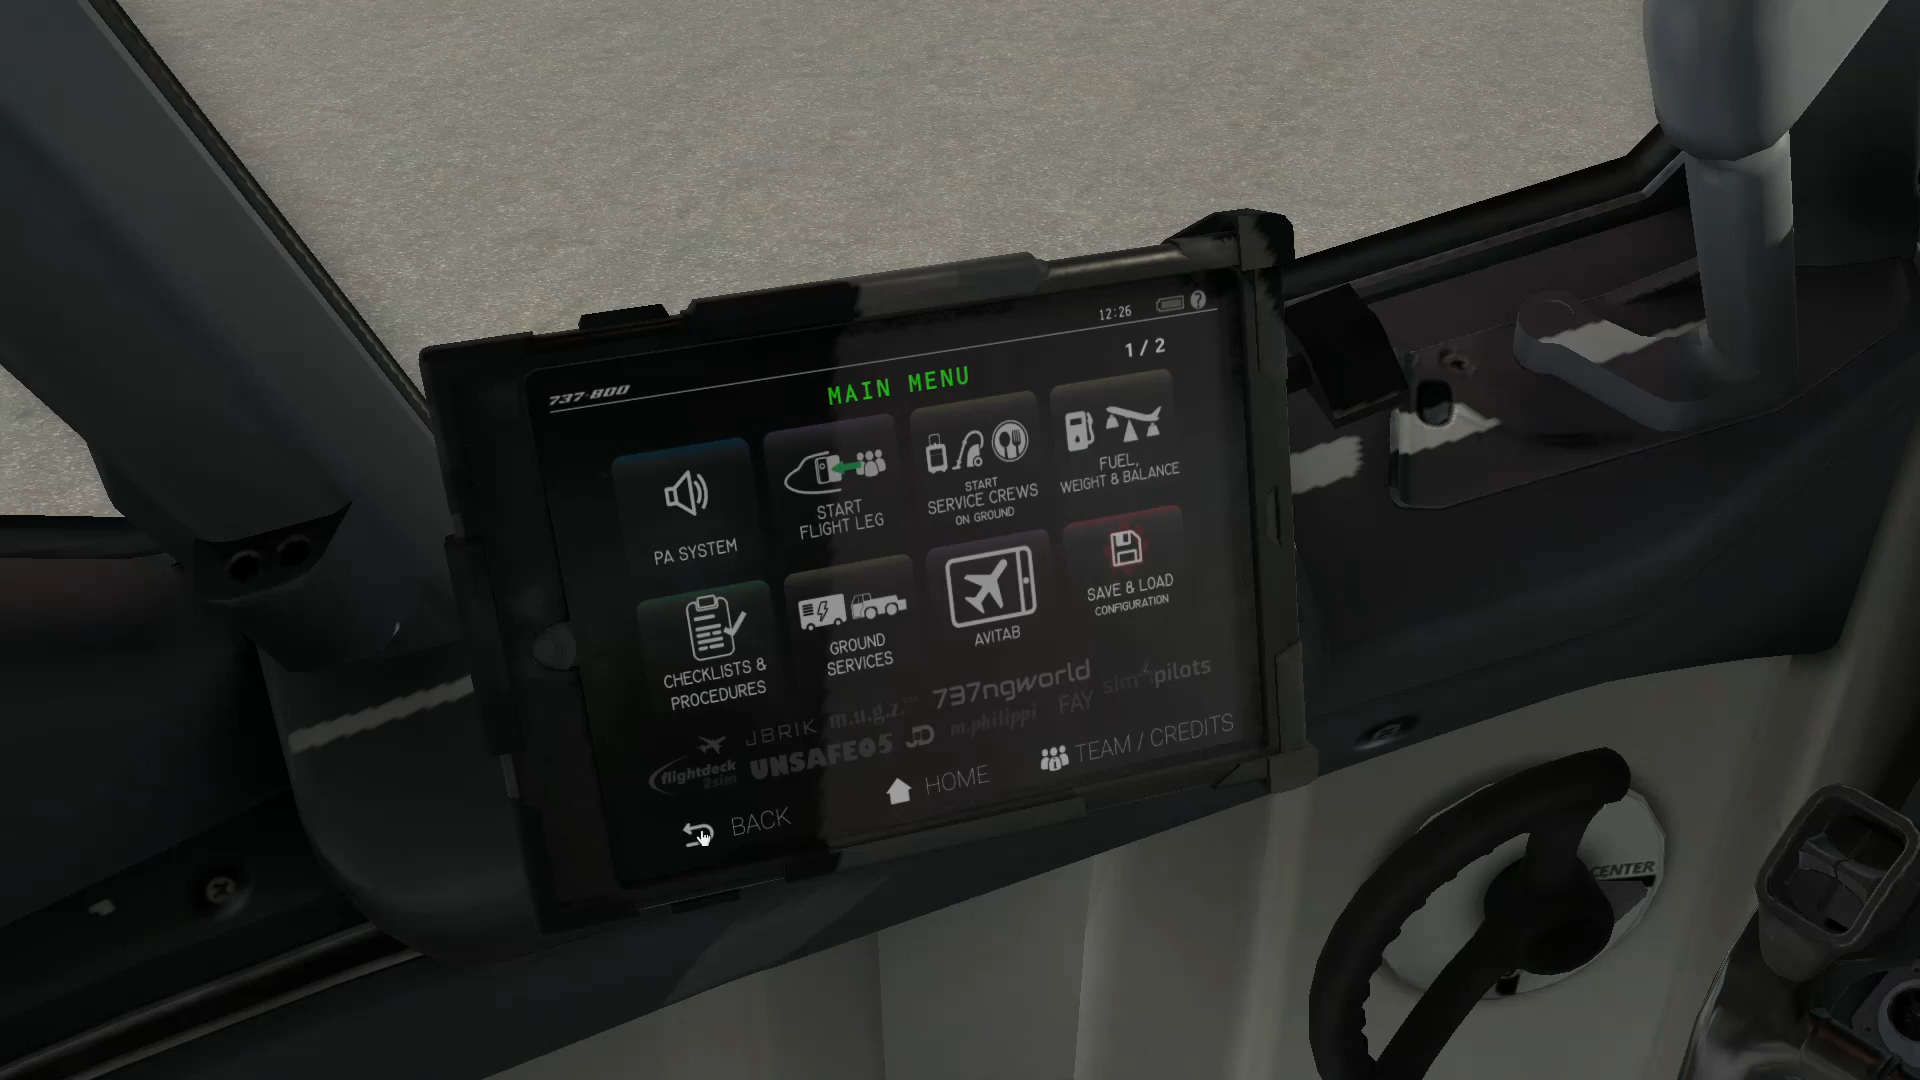 12:26
?
1 / 2
737-800
MAIN MENU
PA SYSTEM
START
FLIGHT LEG
START
SERVICE CREWS
ON GROUND
FUEL,
WEIGHT & BALANCE
CHECKLISTS &
PROCEDURES
GROUND
SERVICES
AVITAB
SAVE & LOAD
CONFIGURATION
JBRIK
m.u.g.z.
737ngworld
sim pilots
flightdeck
2sim
UNSAFE05
m.philippi
FAY
BACK
HOME
TEAM / CREDITS
CENTER